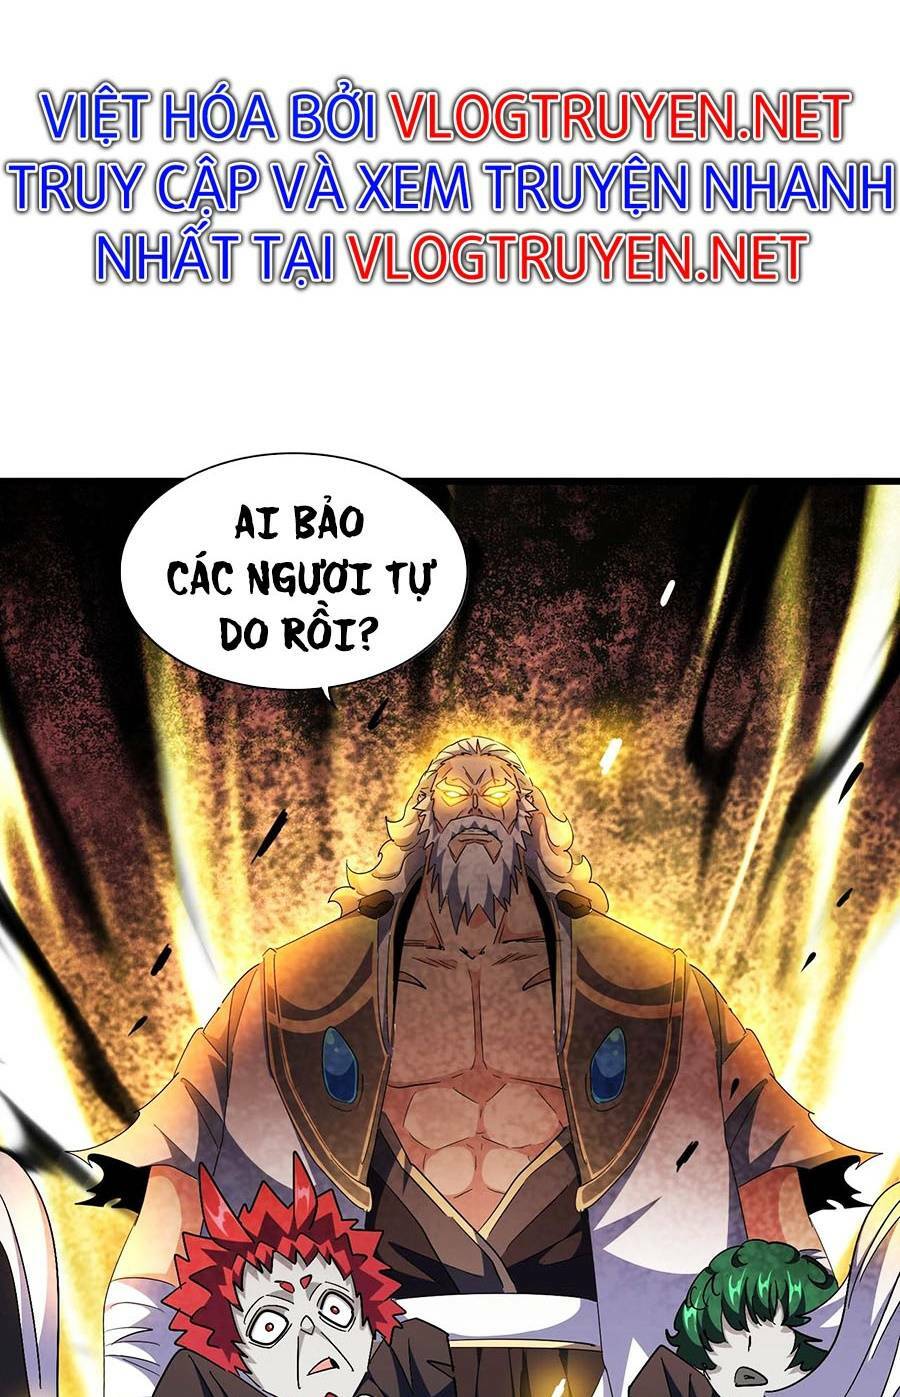 VIỆT HÓA BỞI VLOGTRUYEN.NET
TRUY CẬP VÀ XEM TRUYỆN NHANH
NHẤT TẠI VLOGTRUYEN.NET
AI BẢO
CÁC NGƯƠI TỰ
DO RỒI?